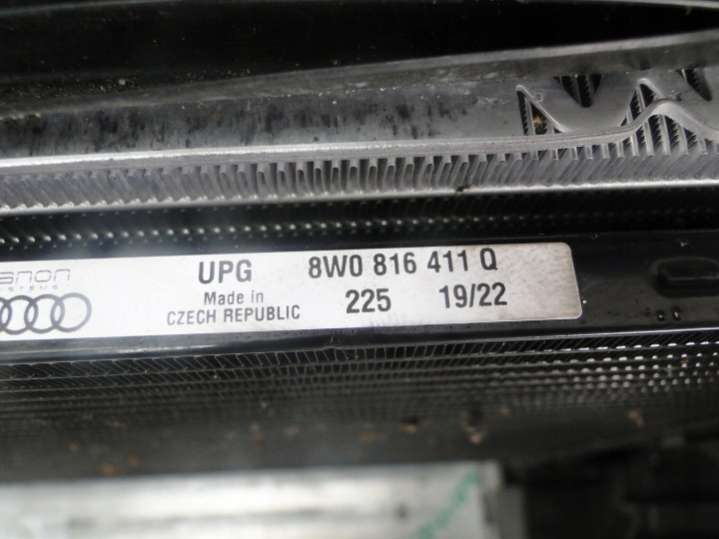 UPG 8W0 816 411 Q
Made in 225 19/22
CZECH REPUBLIC